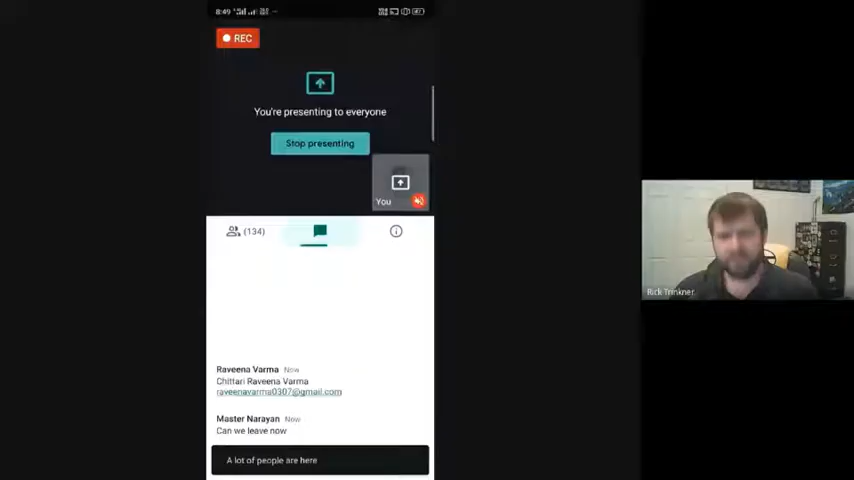 8:49
REC
You're presenting to everyone
Stop presenting
You
(134)
Raveena Varma Now
Chittari Raveena Varma
raveenavarma0307@gmail.com
Master Narayan Now
Can we leave now
A lot of people are here
Rick Trinkner